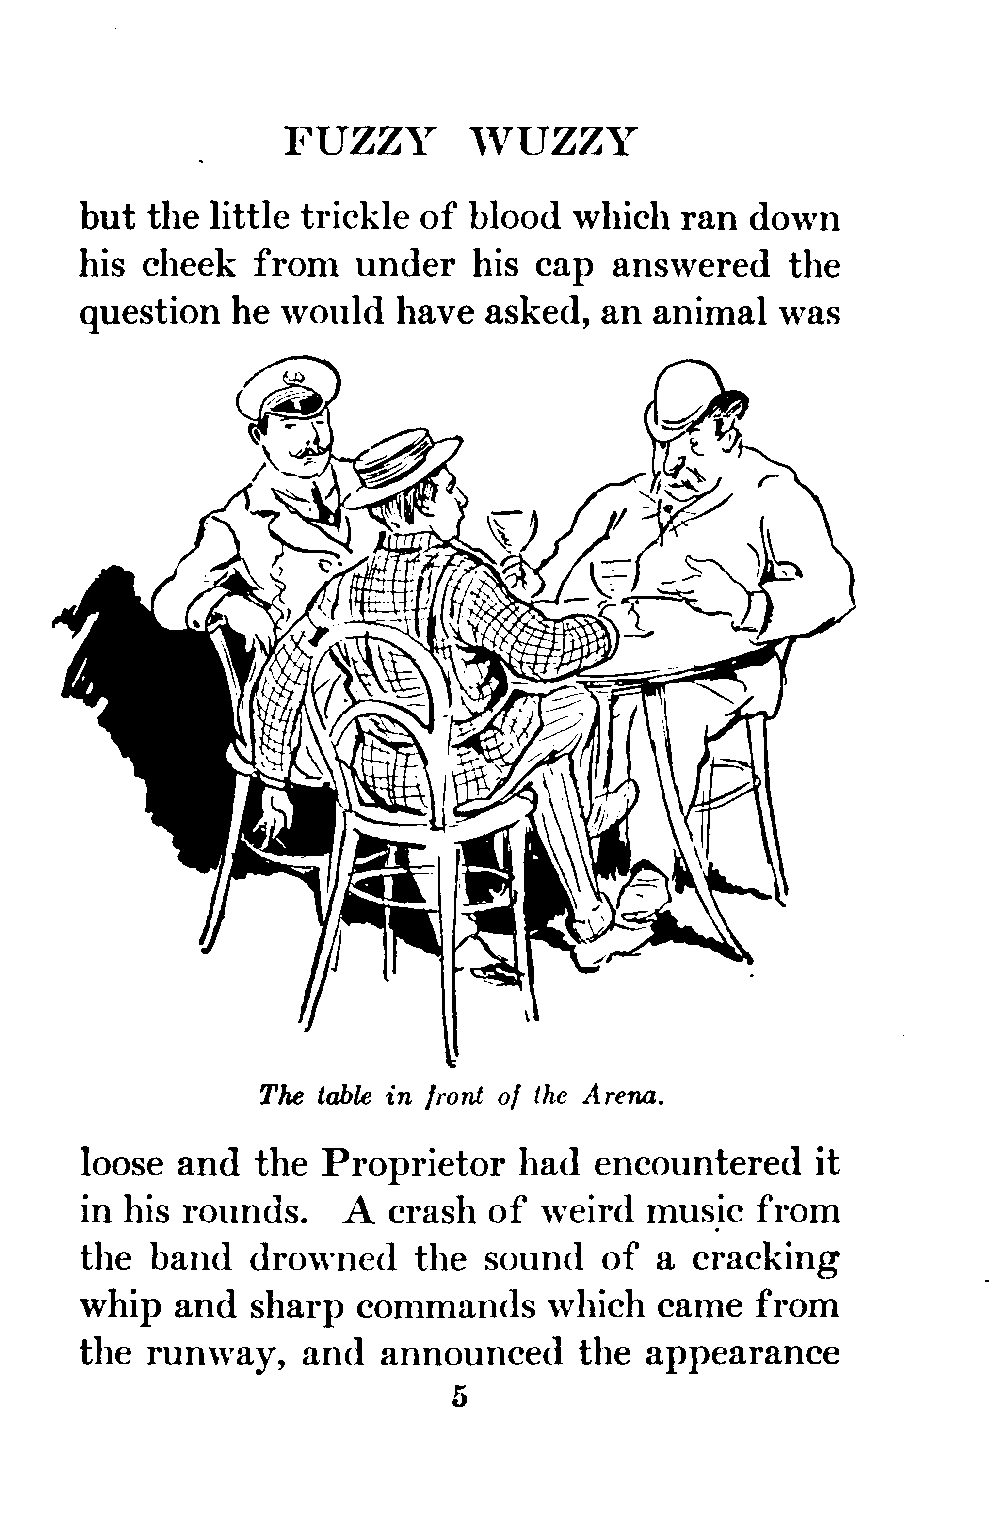 FUZZY WUZZY
but the little trickle of blood which ran down
his cheek from under his cap answered the
question he would have asked, an animal was
The table in front of the Arena.
loose and the Proprietor had encountered it
in his rounds. A crash of weird music from
the band drowned the sound of a cracking
whip and sharp commands which came from
the runway, and announced the appearance
5